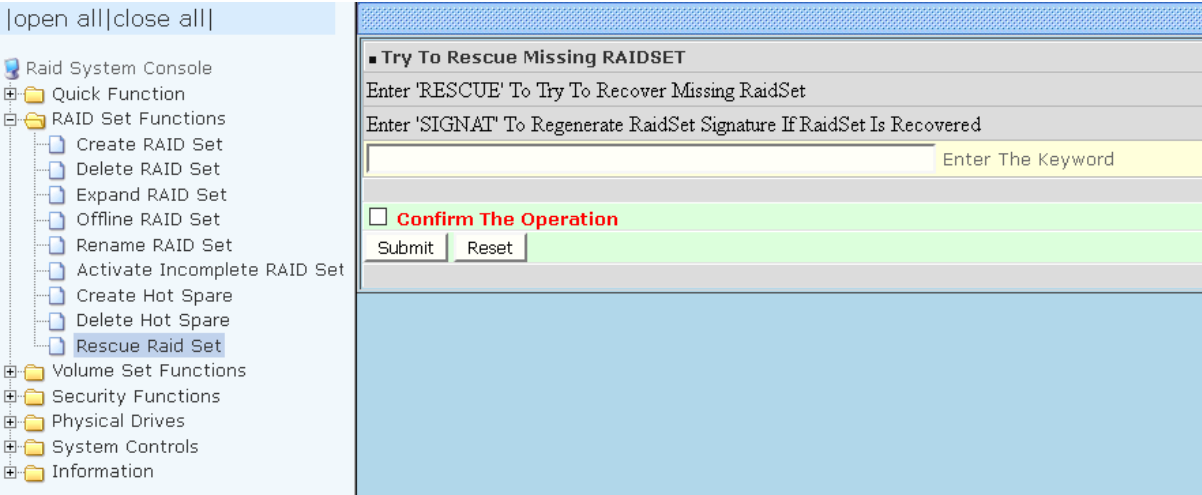 |open all|close all|
Raid System Console
Quick Function
RAID Set Functions
Create RAID Set
Delete RAID Set
Expand RAID Set
Offline RAID Set
Rename RAID Set
Activate Incomplete RAID Set
Create Hot Spare
Delete Hot Spare
Rescue Raid Set
Volume Set Functions
Security Functions
Physical Drives
System Controls
Information
Try To Rescue Missing RAIDSET
Enter 'RESCUE' To Try To Recover Missing RaidSet
Enter 'SIGNAT' To Regenerate RaidSet Signature If RaidSet Is Recovered
Enter The Keyword
Confirm The Operation
Submit Reset